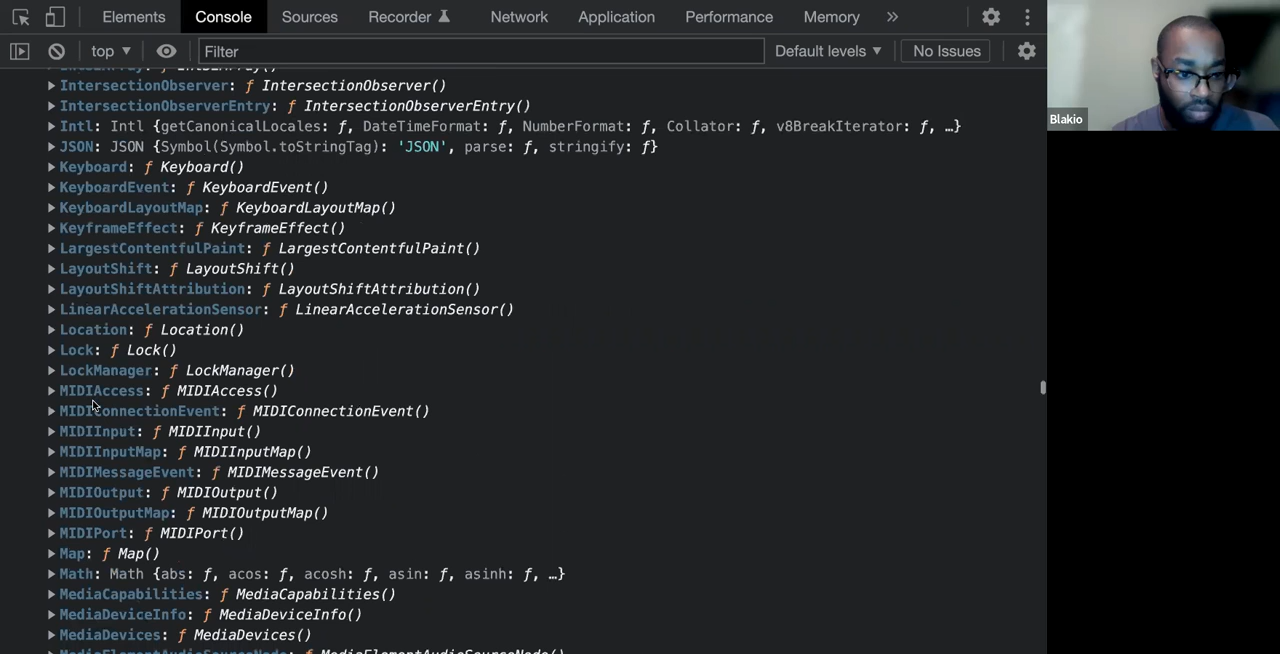 Elements Console Sources Recorder Network Application Performance Memory »
top ▼ Filter Default levels ▼ No Issues
IntersectionObserver: ƒ IntersectionObserver()
IntersectionObserverEntry: ƒ IntersectionObserverEntry()
Intl: Intl {getCanonicalLocales: ƒ, DateTimeFormat: ƒ, NumberFormat: ƒ, Collator: ƒ, v8BreakIterator: ƒ, …}
JSON: JSON {Symbol(Symbol.toStringTag): 'JSON', parse: ƒ, stringify: ƒ}
Keyboard: ƒ Keyboard()
KeyboardEvent: ƒ KeyboardEvent()
KeyboardLayoutMap: ƒ KeyboardLayoutMap()
KeyframeEffect: ƒ KeyframeEffect()
LargestContentfulPaint: ƒ LargestContentfulPaint()
LayoutShift: ƒ LayoutShift()
LayoutShiftAttribution: ƒ LayoutShiftAttribution()
LinearAccelerationSensor: ƒ LinearAccelerationSensor()
Location: ƒ Location()
Lock: ƒ Lock()
LockManager: ƒ LockManager()
MIDIAccess: ƒ MIDIAccess()
MIDIConnectionEvent: ƒ MIDIConnectionEvent()
MIDIInput: ƒ MIDIInput()
MIDIInputMap: ƒ MIDIInputMap()
MIDIMessageEvent: ƒ MIDIMessageEvent()
MIDIOutput: ƒ MIDIOutput()
MIDIOutputMap: ƒ MIDIOutputMap()
MIDIPort: ƒ MIDIPort()
Map: ƒ Map()
Math: Math {abs: ƒ, acos: ƒ, acosh: ƒ, asin: ƒ, asinh: ƒ, …}
MediaCapabilities: ƒ MediaCapabilities()
MediaDeviceInfo: ƒ MediaDeviceInfo()
MediaDevices: ƒ MediaDevices()
MediaElementAudioSourceNode: ƒ MediaElementAudioSourceNode()
Blakio